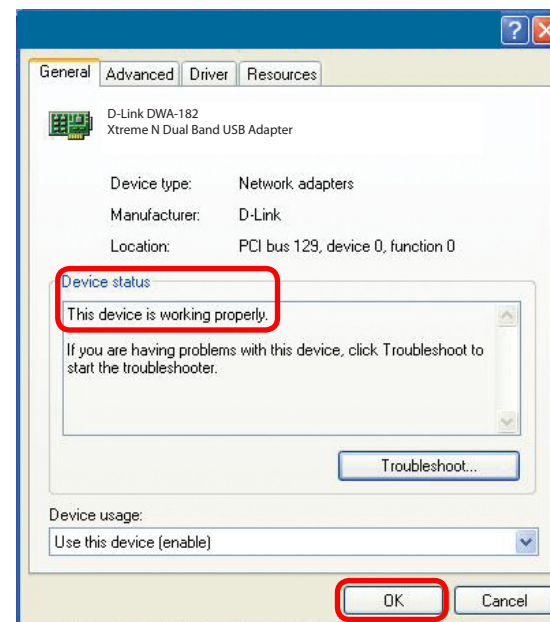 General Advanced Driver Resources
D-Link DWA-182
Xtreme N Dual Band USB Adapter
Device type: Network adapters
Manufacturer: D-Link
Location: PCI bus 129, device 0, function 0
Device status
This device is working properly.
If you are having problems with this device, click Troubleshoot to
start the troubleshooter.
Troubleshoot...
Device usage:
Use this device (enable)
OK Cancel